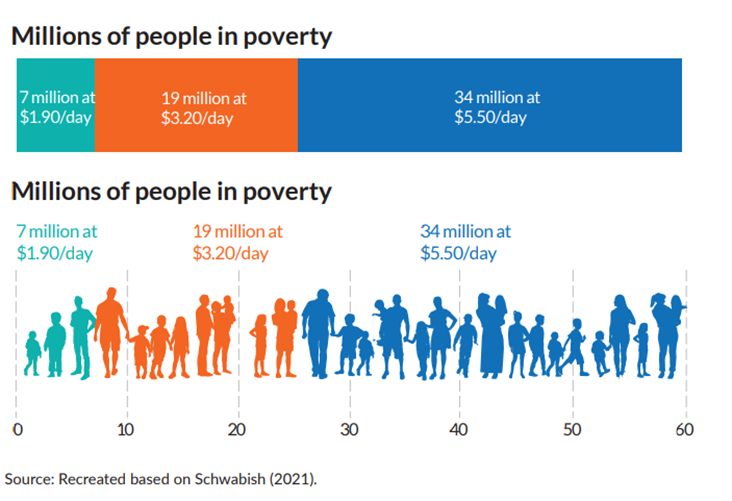 Millions of people in poverty
7 million at
$1.90/day
19 million at
$3.20/day
34 million at
$5.50/day
Millions of people in poverty
7 million at
$1.90/day
19 million at
$3.20/day
34 million at
$5.50/day
0 10 20 30 40 50 60
Source: Recreated based on Schwabish (2021).